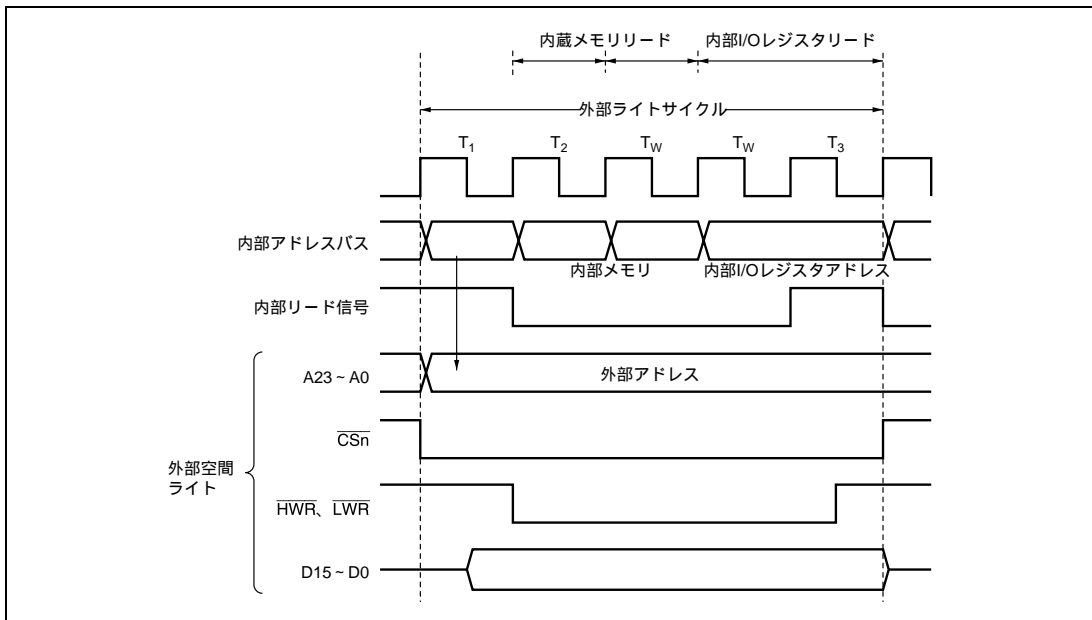 内蔵メモリリード 内部I/Oレジスタリード
外部ライトサイクル
T1 T2 TW TW T3
内部アドレスバス
内部メモリ 内部I/Oレジスタアドレス
内部リード信号
A23 ~ A0 外部アドレス
CSn
外部空間
ライト
HWR、LWR
D15 ~ D0